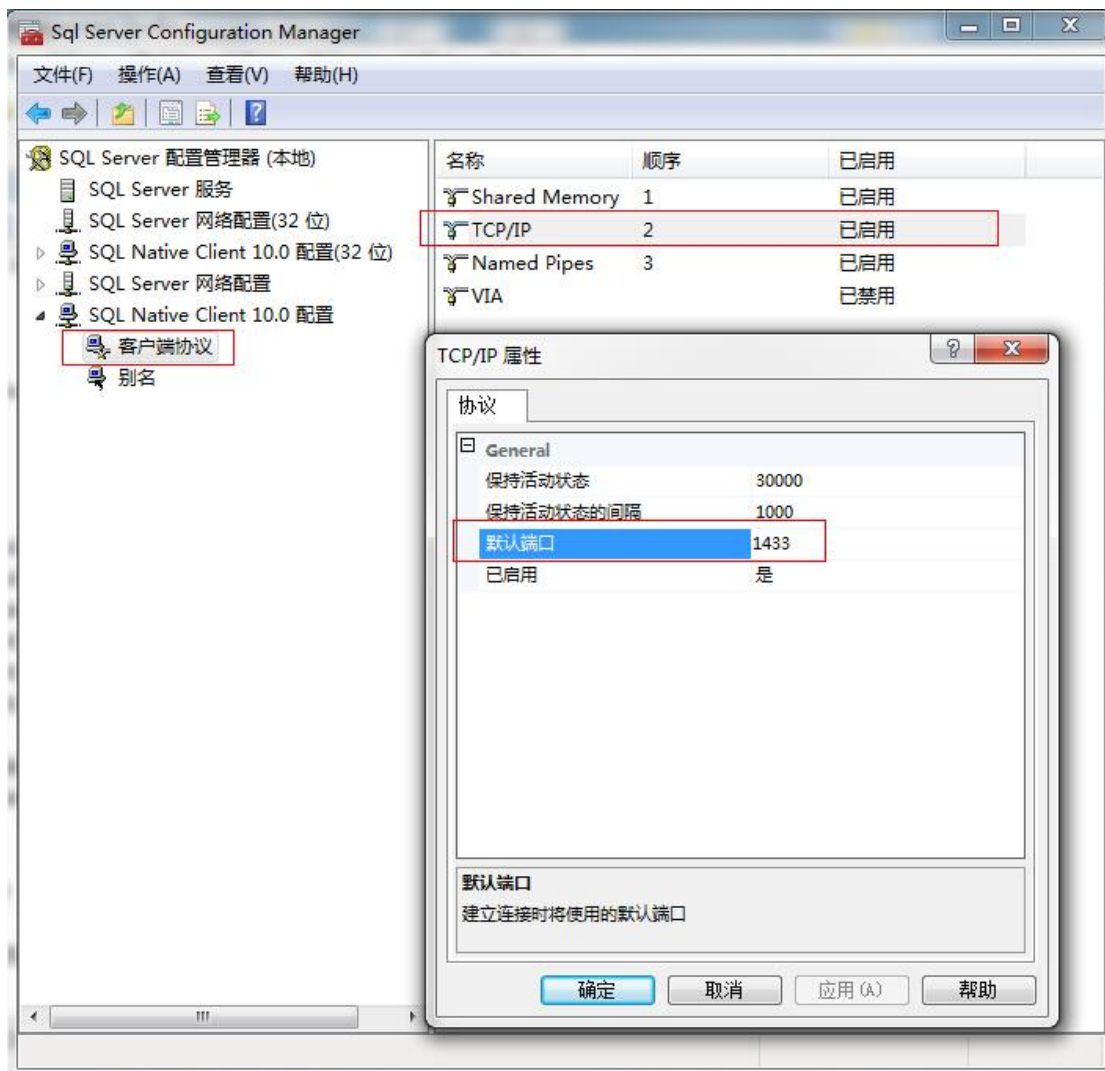 Sql Server Configuration Manager
文件(F) 操作(A) 查看(V) 帮助(H)
SQL Server 配置管理器 (本地)
SQL Server 服务
SQL Server 网络配置(32 位)
SQL Native Client 10.0 配置(32 位)
SQL Server 网络配置
SQL Native Client 10.0 配置
客户端协议
别名
名称 顺序 已启用
Shared Memory 1 已启用
TCP/IP 2 已启用
Named Pipes 3 已启用
VIA 已禁用
TCP/IP 属性
协议
General
保持活动状态 30000
保持活动状态的间隔 1000
默认端口 1433
已启用 是
默认端口
建立连接时将使用的默认端口
确定 取消 应用(A) 帮助